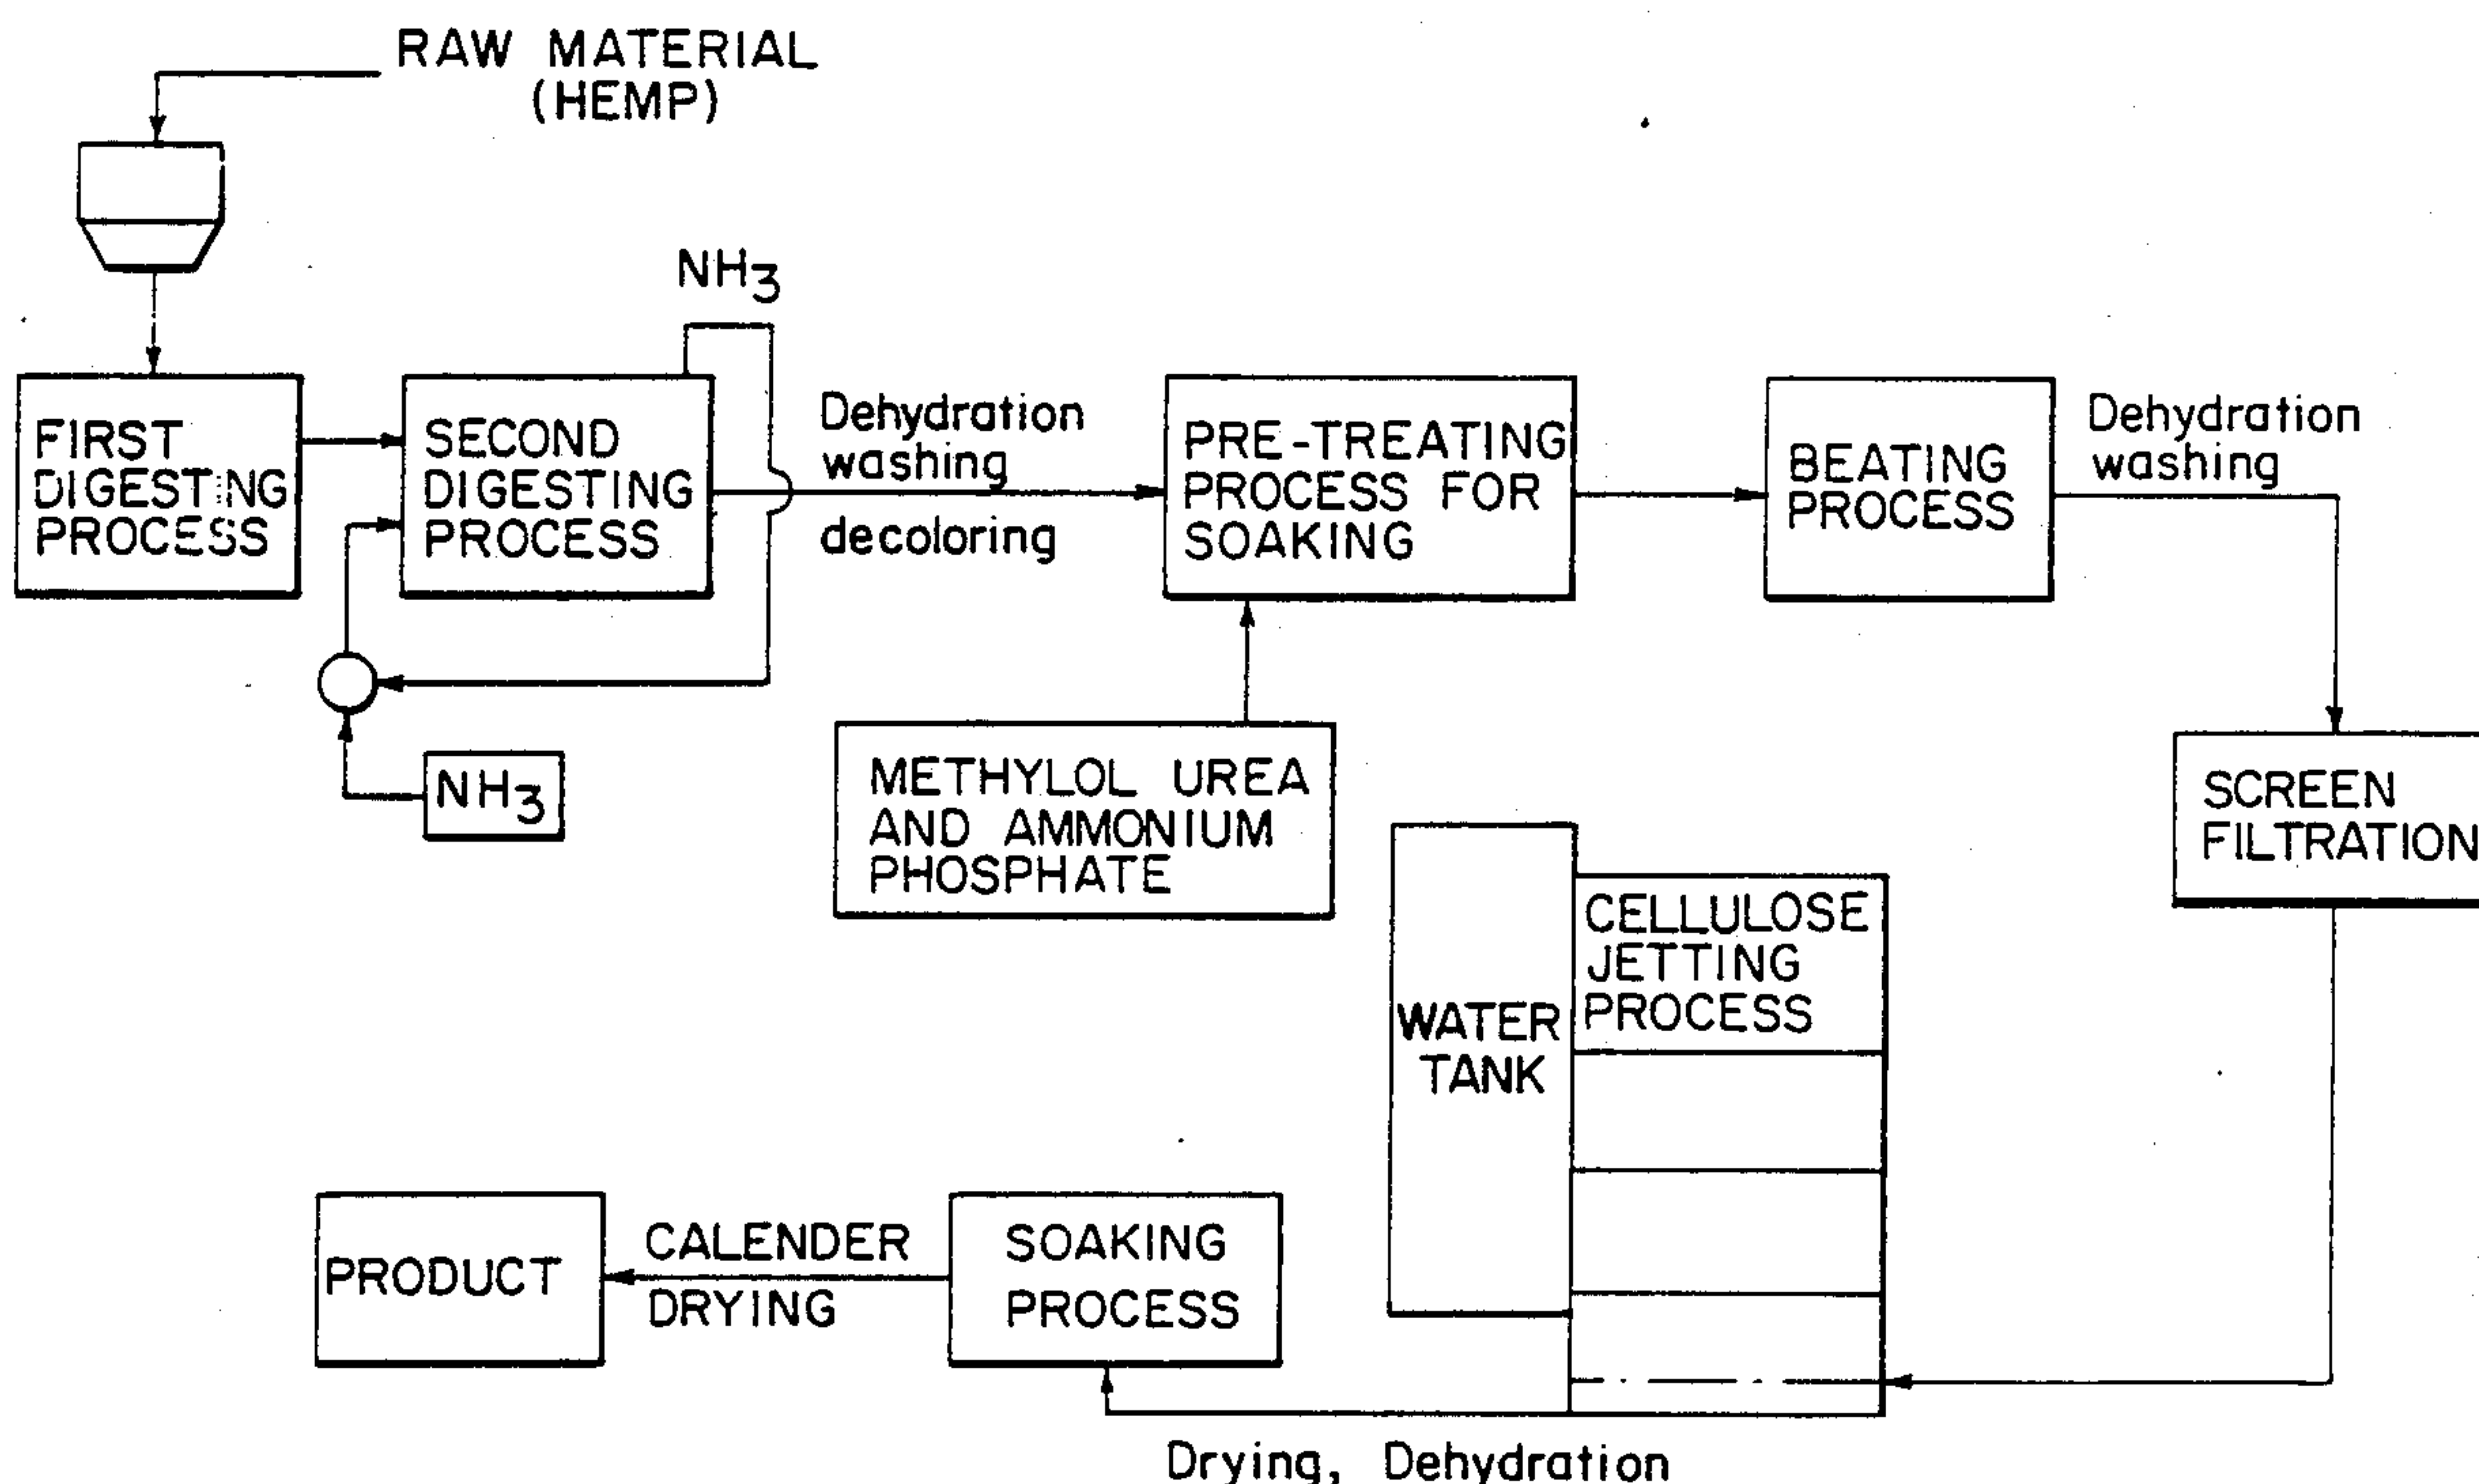 RAW MATERIAL
(HEMP)
NH3
FIRST
DIGESTING
PROCESS
SECOND
DIGESTING
PROCESS
Dehydration
washing
decoloring
PRE-TREATING
PROCESS FOR
SOAKING
BEATING
PROCESS
Dehydration
washing
NH3
METHYLOL UREA
AND AMMONIUM
PHOSPHATE
SCREEN
FILTRATION
CELLULOSE
JETTING
PROCESS
WATER
TANK
PRODUCT
CALENDER
DRYING
SOAKING
PROCESS
Drying, Dehydration